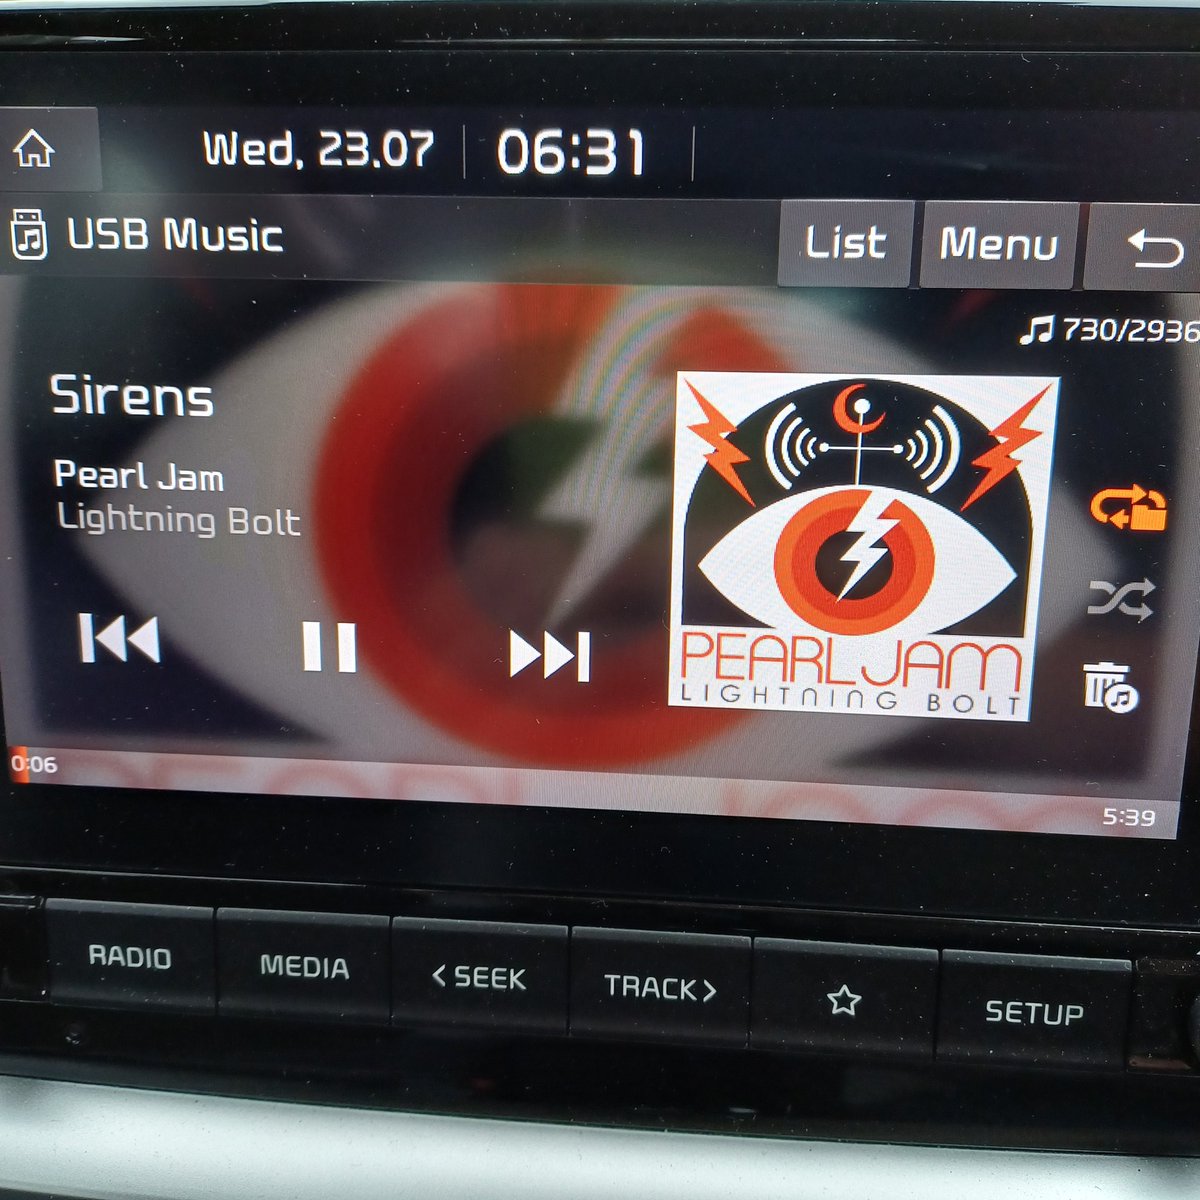 Wed, 23.07 06:31
USB Music List Menu
730/2936
Sirens
Pearl Jam
Lightning Bolt
PEARL JAM
LIGHTNING BOLT
0:06
5:39
RADIO MEDIA <SEEK TRACK> SETUP